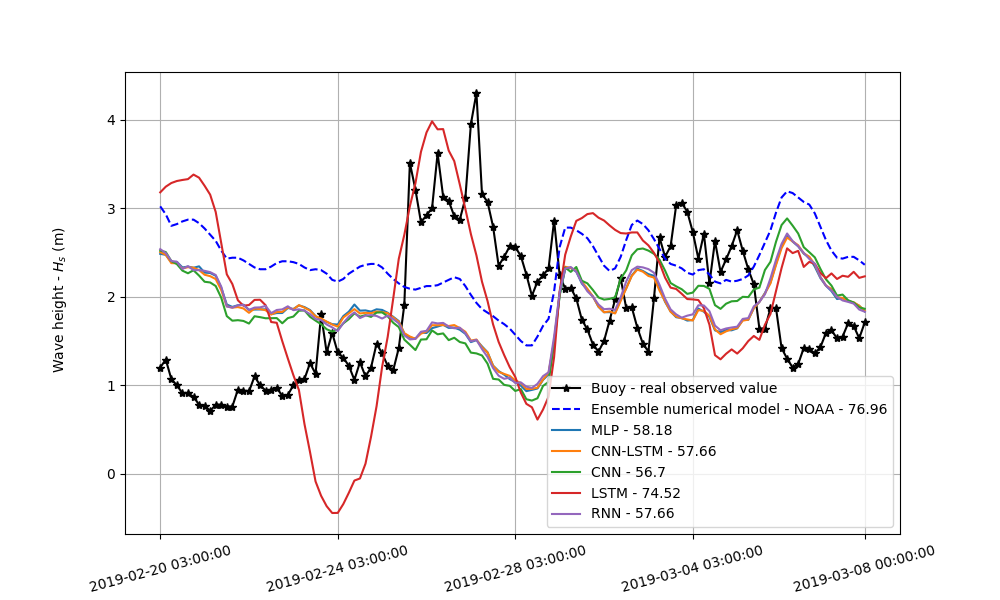 4
3
2
1
0
Wave height - Hs (m)
Buoy - real observed value
Ensemble numerical model - NOAA - 76.96
MLP - 58.18
CNN-LSTM - 57.66
CNN - 56.7
LSTM - 74.52
RNN - 57.66
2019-02-20 03:00:00
2019-02-24 03:00:00
2019-02-28 03:00:00
2019-03-04 03:00:00
2019-03-08 00:00:00